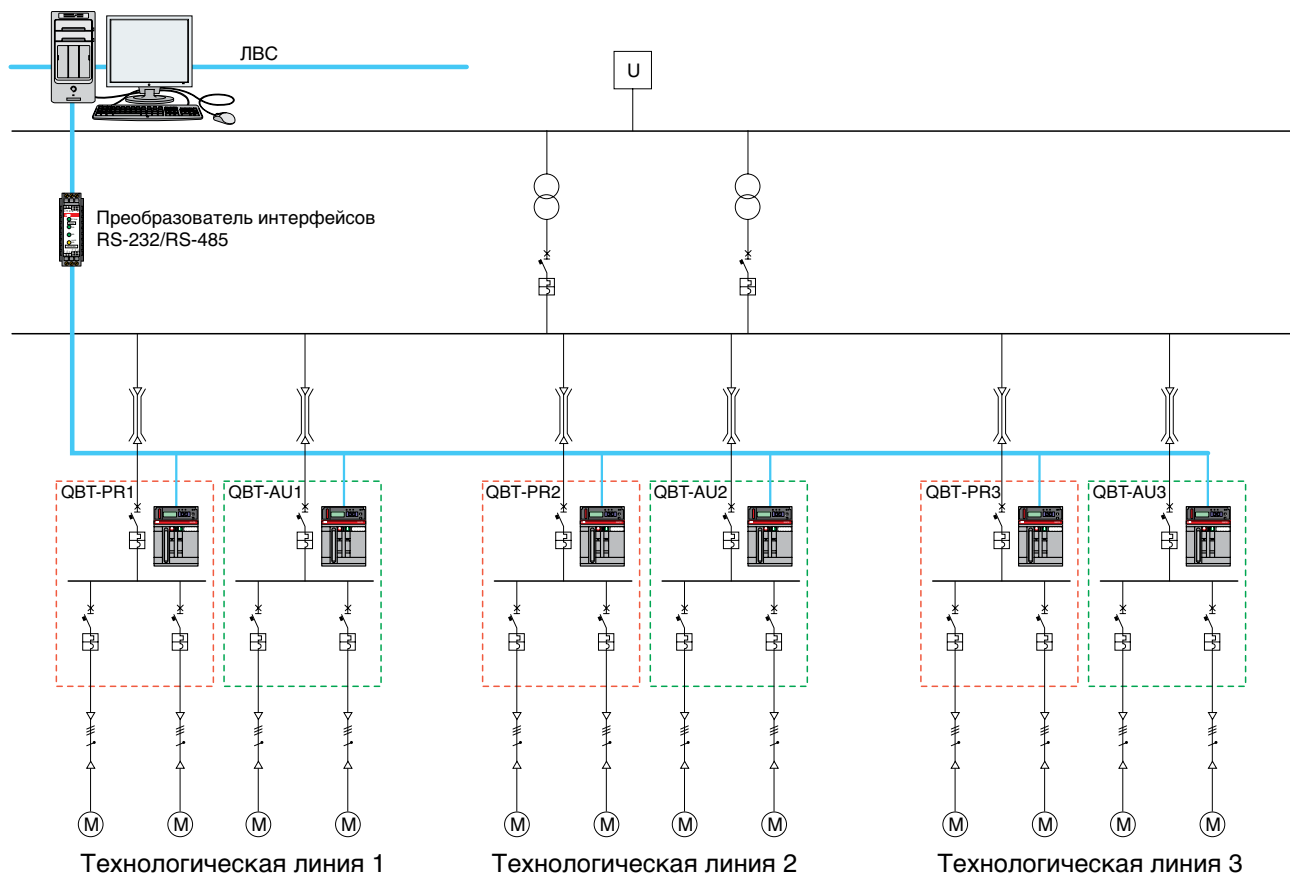 ЛВС
U
Преобразователь интерфейсов
RS-232/RS-485
QBT-PR1
QBT-AU1
QBT-PR2
QBT-AU2
QBT-PR3
QBT-AU3
M M M M M M M M M M M M
Технологическая линия 1
Технологическая линия 2
Технологическая линия 3